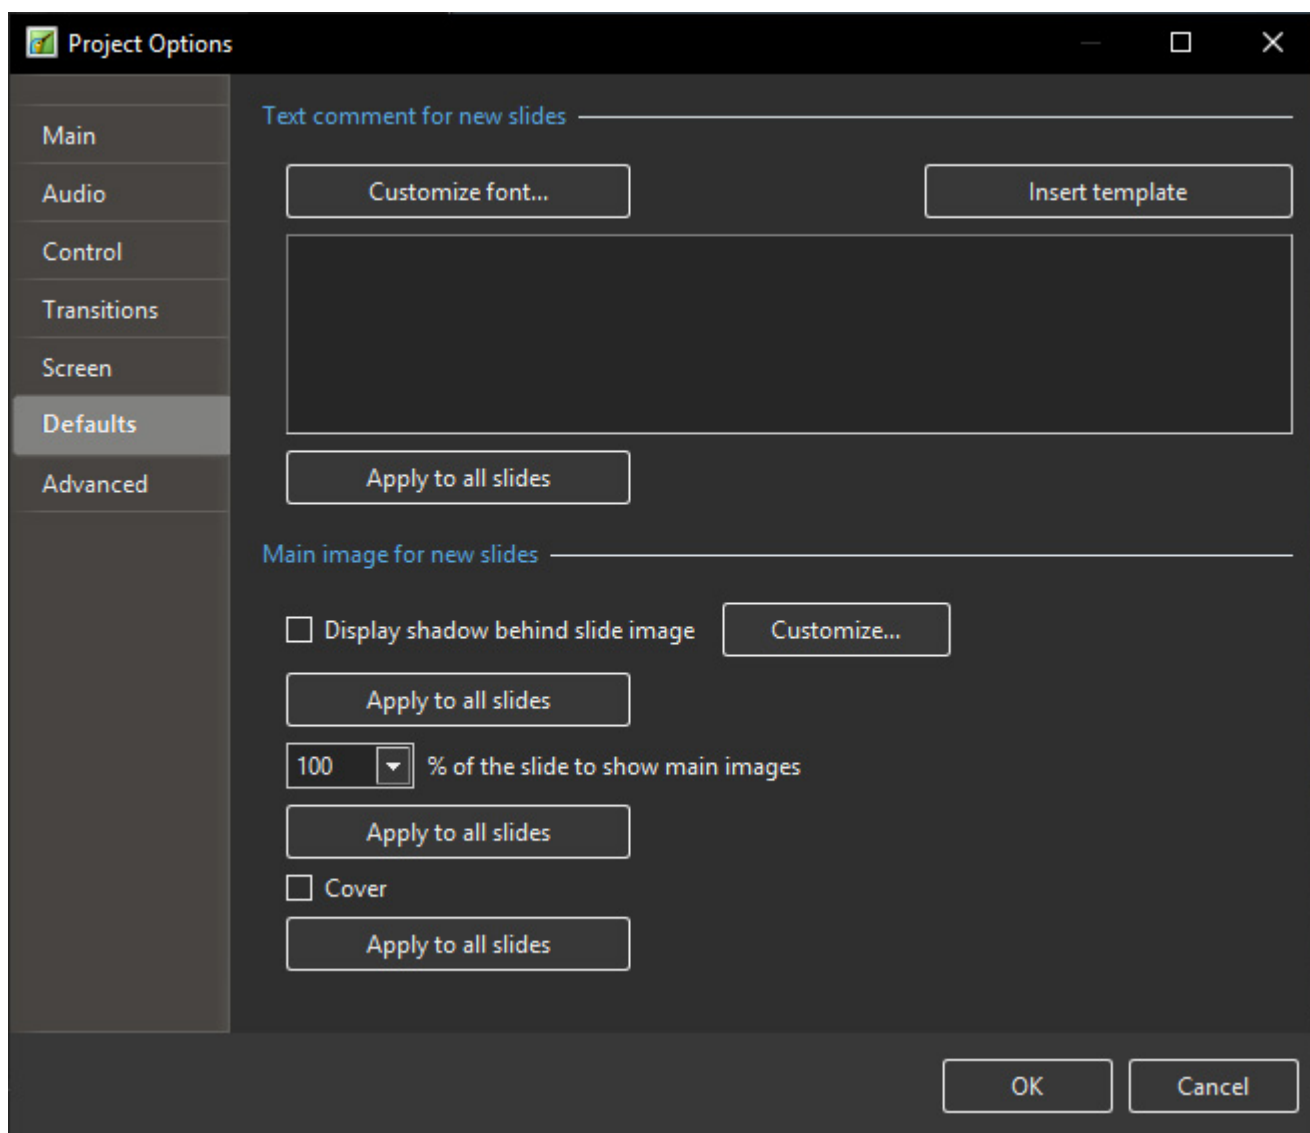 Project Options
Main
Audio
Control
Transitions
Screen
Defaults
Advanced
Text comment for new slides
Customize font... Insert template
Apply to all slides
Main image for new slides
Display shadow behind slide image Customize...
Apply to all slides
100 % of the slide to show main images
Apply to all slides
Cover
Apply to all slides
OK Cancel